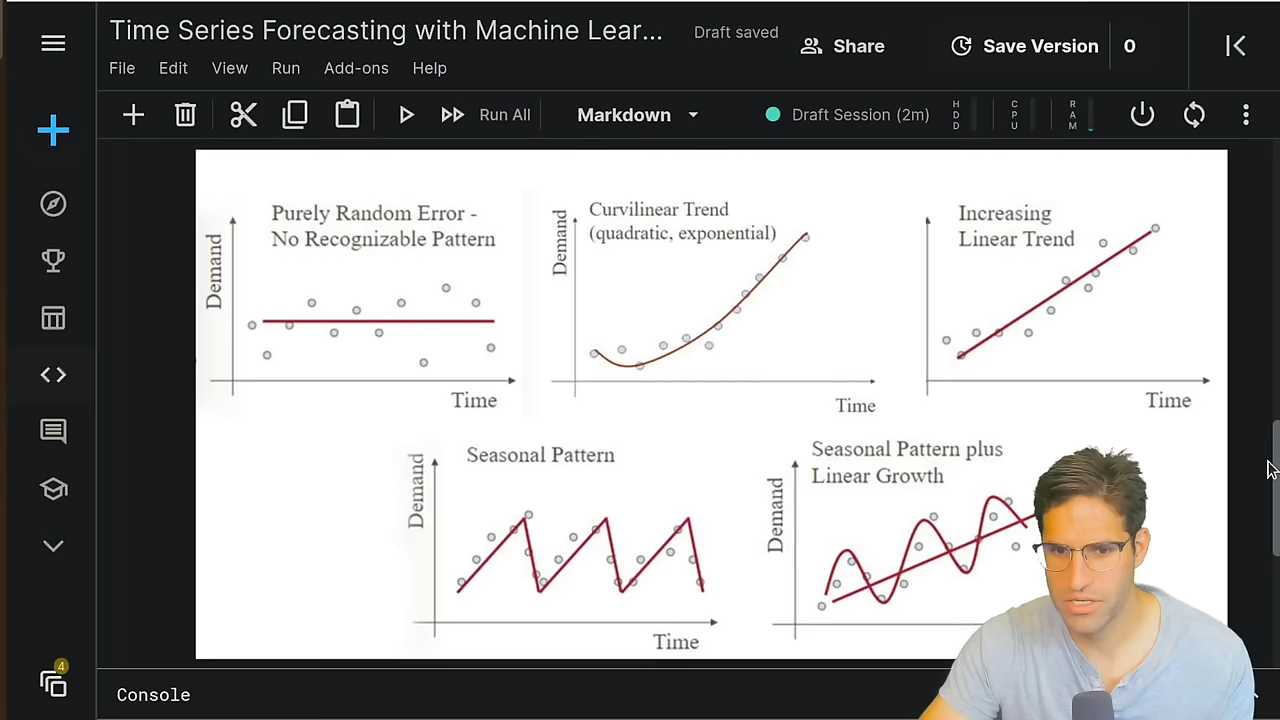 Time Series Forecasting with Machine Lear...
Draft saved
Share
Save Version
0
File Edit View Run Add-ons Help
Run All
Markdown
Draft Session (2m)
HDD
CPU
RAM
Purely Random Error -
No Recognizable Pattern
Demand
Time
Curvilinear Trend
(quadratic, exponential)
Demand
Time
Increasing
Linear Trend
Time
Seasonal Pattern
Demand
Time
Seasonal Pattern plus
Linear Growth
Demand
4
Console